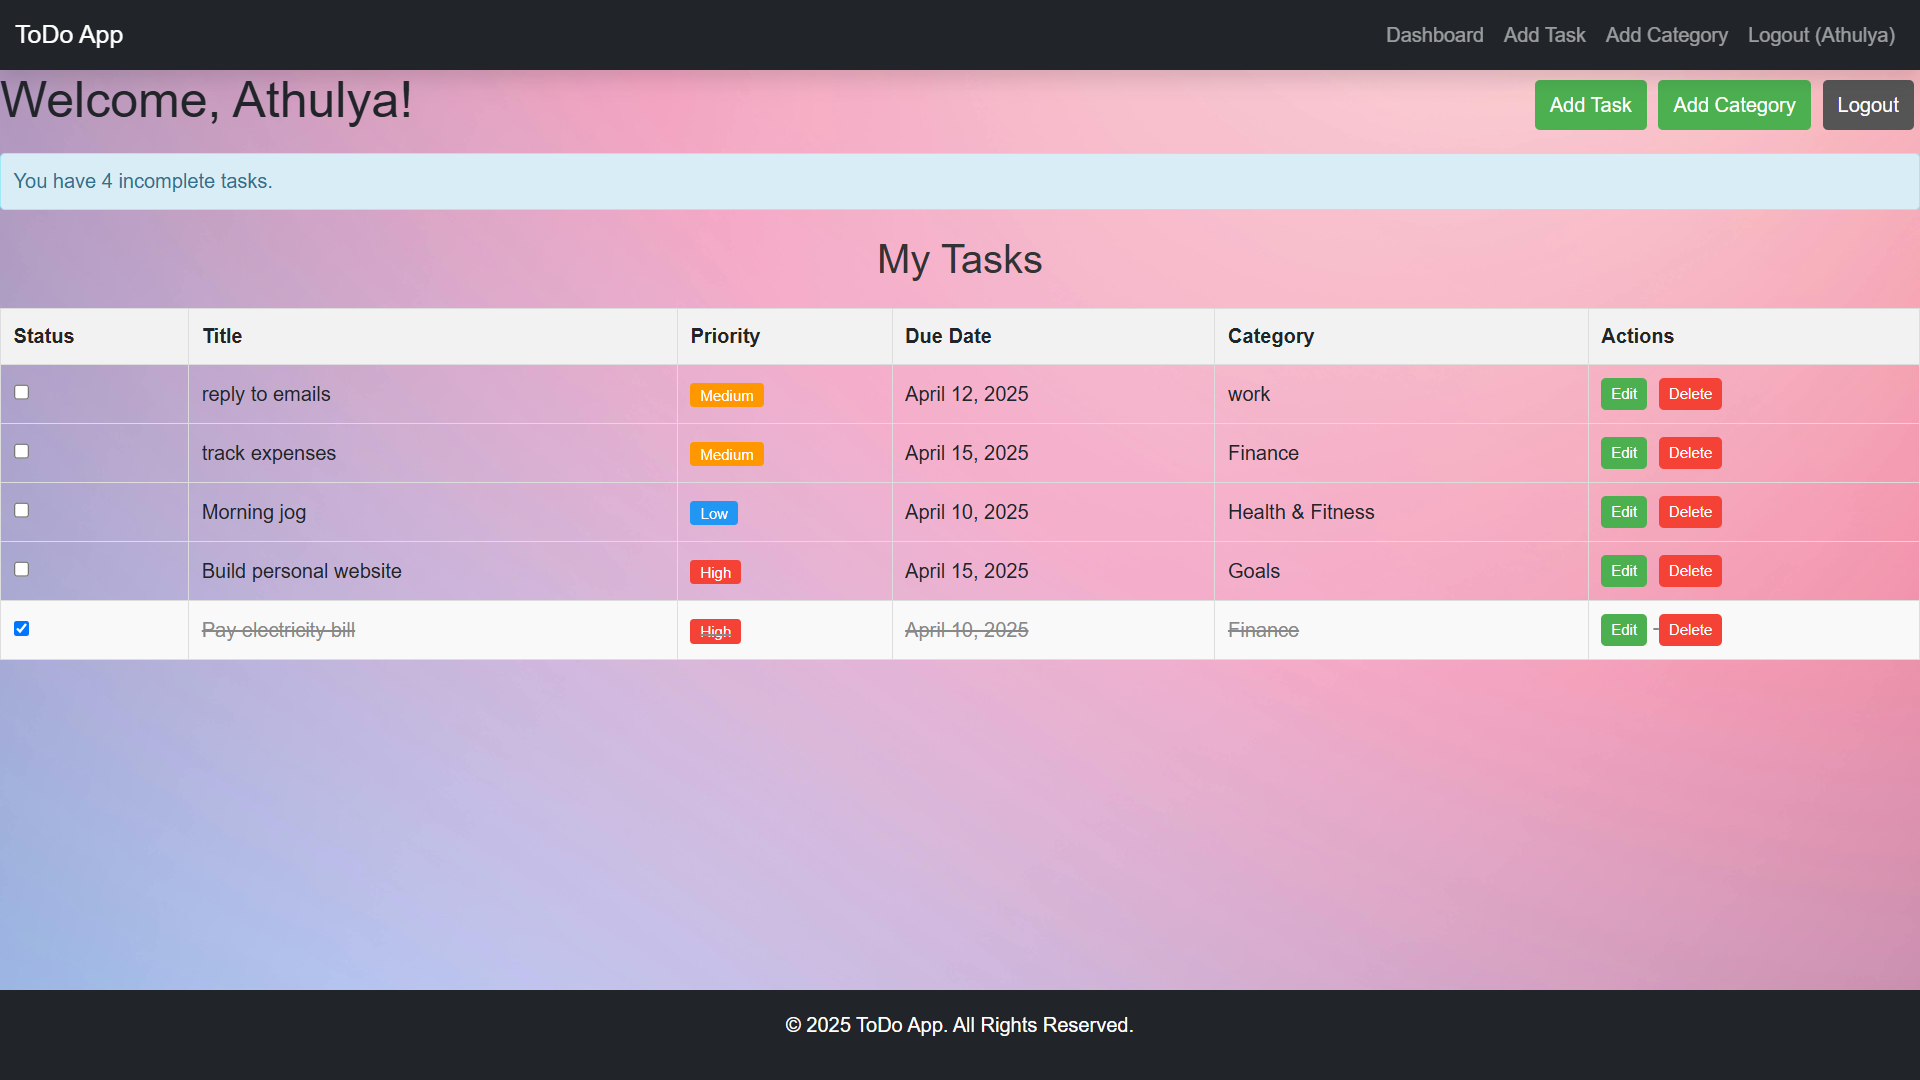 ToDo App Dashboard Add Task Add Category Logout (Athulya)
Welcome, Athulya! Add Task Add Category Logout
You have 4 incomplete tasks.
My Tasks
Status Title Priority Due Date Category Actions
reply to emails Medium April 12, 2025 work Edit Delete
track expenses Medium April 15, 2025 Finance Edit Delete
Morning jog Low April 10, 2025 Health & Fitness Edit Delete
Build personal website High April 15, 2025 Goals Edit Delete
Pay electricity bill High April 10, 2025 Finance Edit Delete
© 2025 ToDo App. All Rights Reserved.